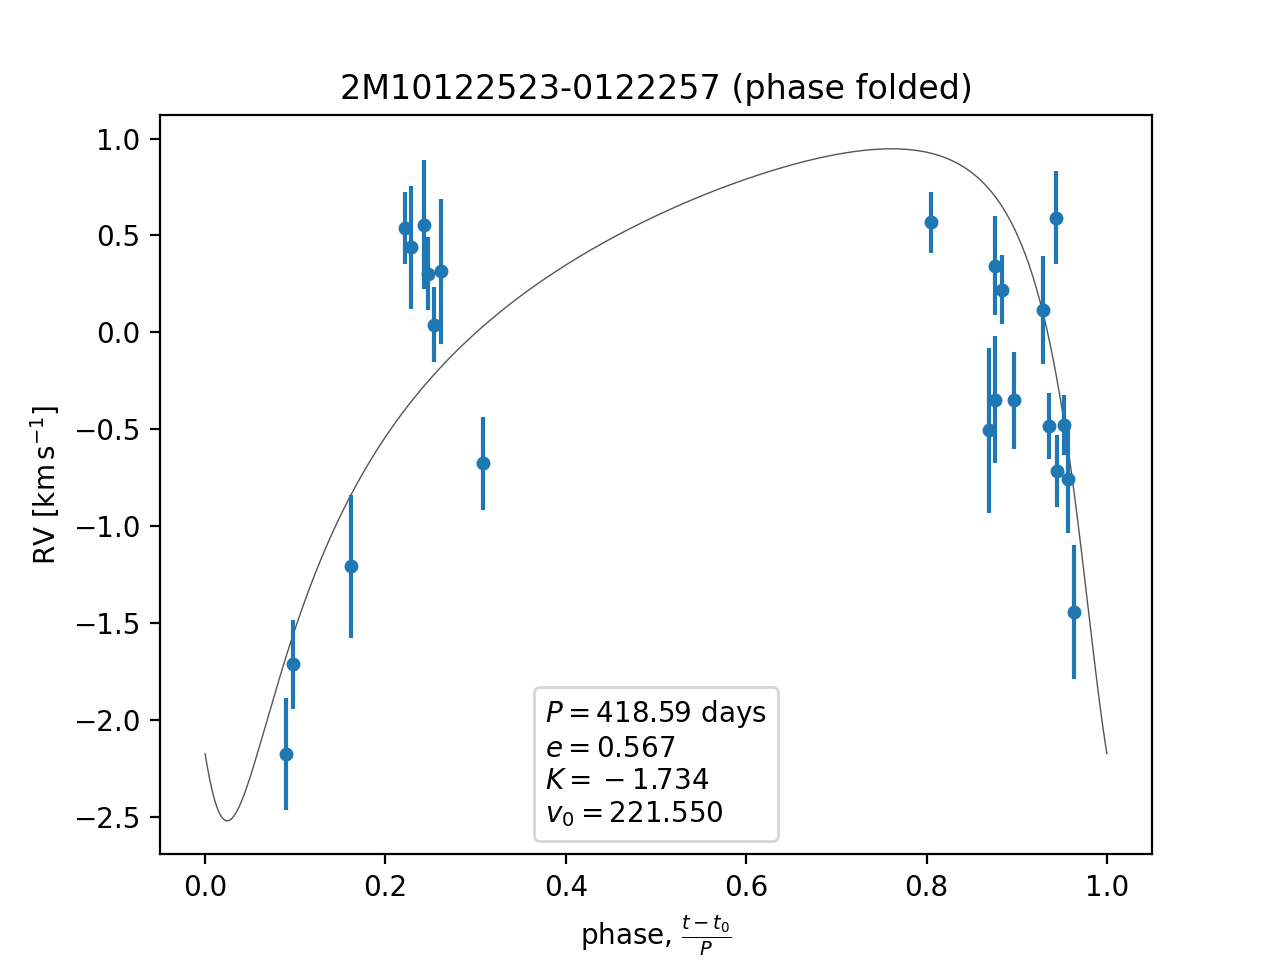 2M10122523-0122257 (phase folded)
RV [km s⁻¹]
1.0
0.5
0.0
−0.5
−1.0
−1.5
−2.0
−2.5
P = 418.59 days
e = 0.567
K = −1.734
v₀ = 221.550
0.0 0.2 0.4 0.6 0.8 1.0
phase, (t − t₀)/P